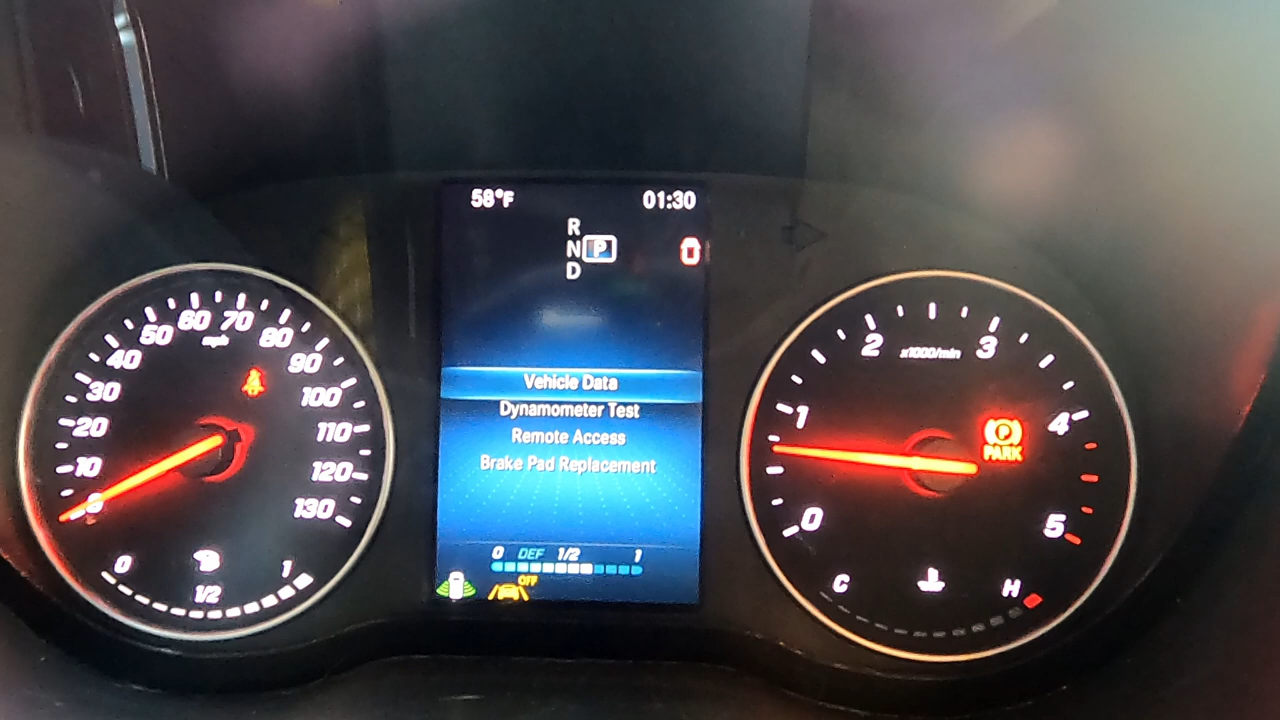 58°F 01:30
R
N P
D
Vehicle Data
Dynamometer Test
Remote Access
Brake Pad Replacement
0 DEF 1/2 1
OFF
0 10 20 30 40 50 60 70 80 90 100 110 120 130
mph
0 1/2 1
0 1 2 3 4 5
x1000/min
P
PARK
C H